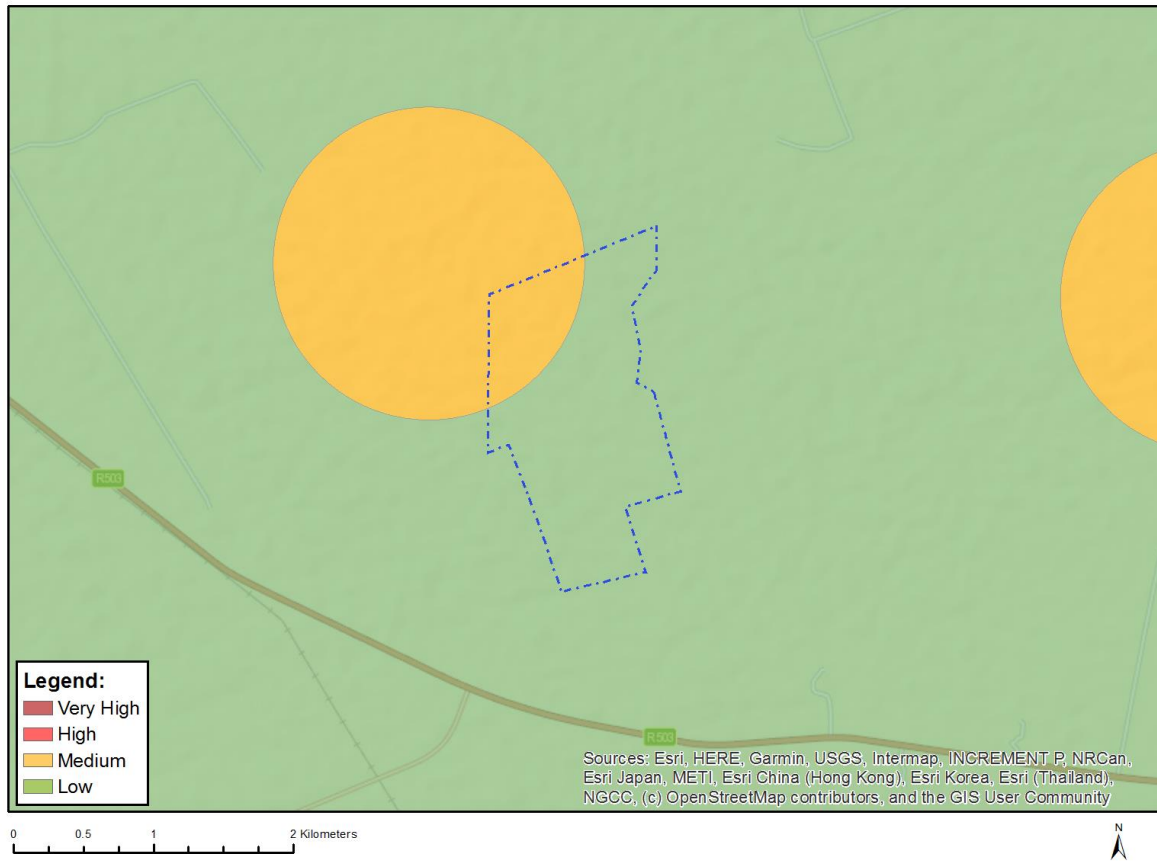 R503
R503
Legend:
Very High
High
Medium
Low
Sources: Esri, HERE, Garmin, USGS, Intermap, INCREMENT P, NRCan,
Esri Japan, METI, Esri China (Hong Kong), Esri Korea, Esri (Thailand),
NGCC, (c) OpenStreetMap contributors, and the GIS User Community
0 0.5 1 2 Kilometers
N